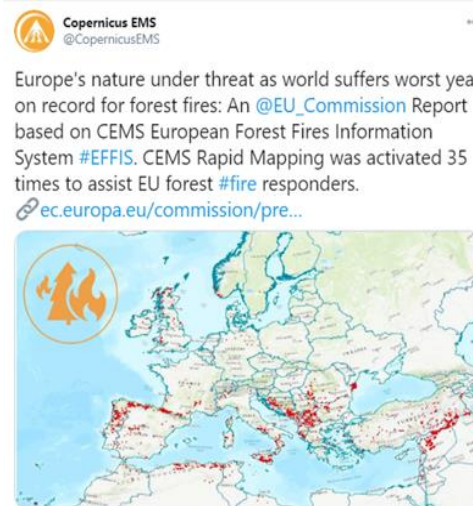 Copernicus EMS
@CopernicusEMS
Europe's nature under threat as world suffers worst yea
on record for forest fires: An @EU_Commission Report
based on CEMS European Forest Fires Information
System #EFFIS. CEMS Rapid Mapping was activated 35
times to assist EU forest #fire responders.
ec.europa.eu/commission/pre...